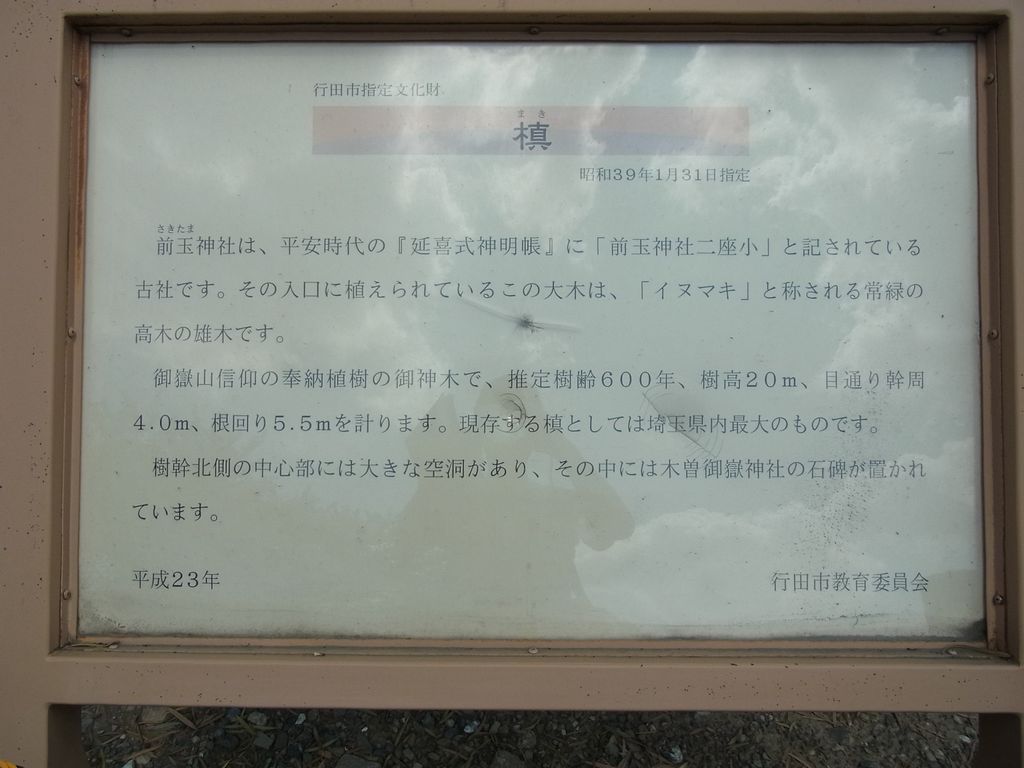 行田市指定文化財
まき
槙
昭和39年1月31日指定
さきたま
前玉神社は、平安時代の『延喜式神明帳』に「前玉神社二座小」と記されている
古社です。その入口に植えられているこの大木は、「イヌマキ」と称される常緑の
高木の雄木です。
御嶽山信仰の奉納植樹の御神木で、推定樹齢600年、樹高20m、目通り幹周
4.0m、根回り5.5mを計ります。現存する槙としては埼玉県内最大のものです。
樹幹北側の中心部には大きな空洞があり、その中には木曽御嶽神社の石碑が置かれ
ています。
平成23年
行田市教育委員会